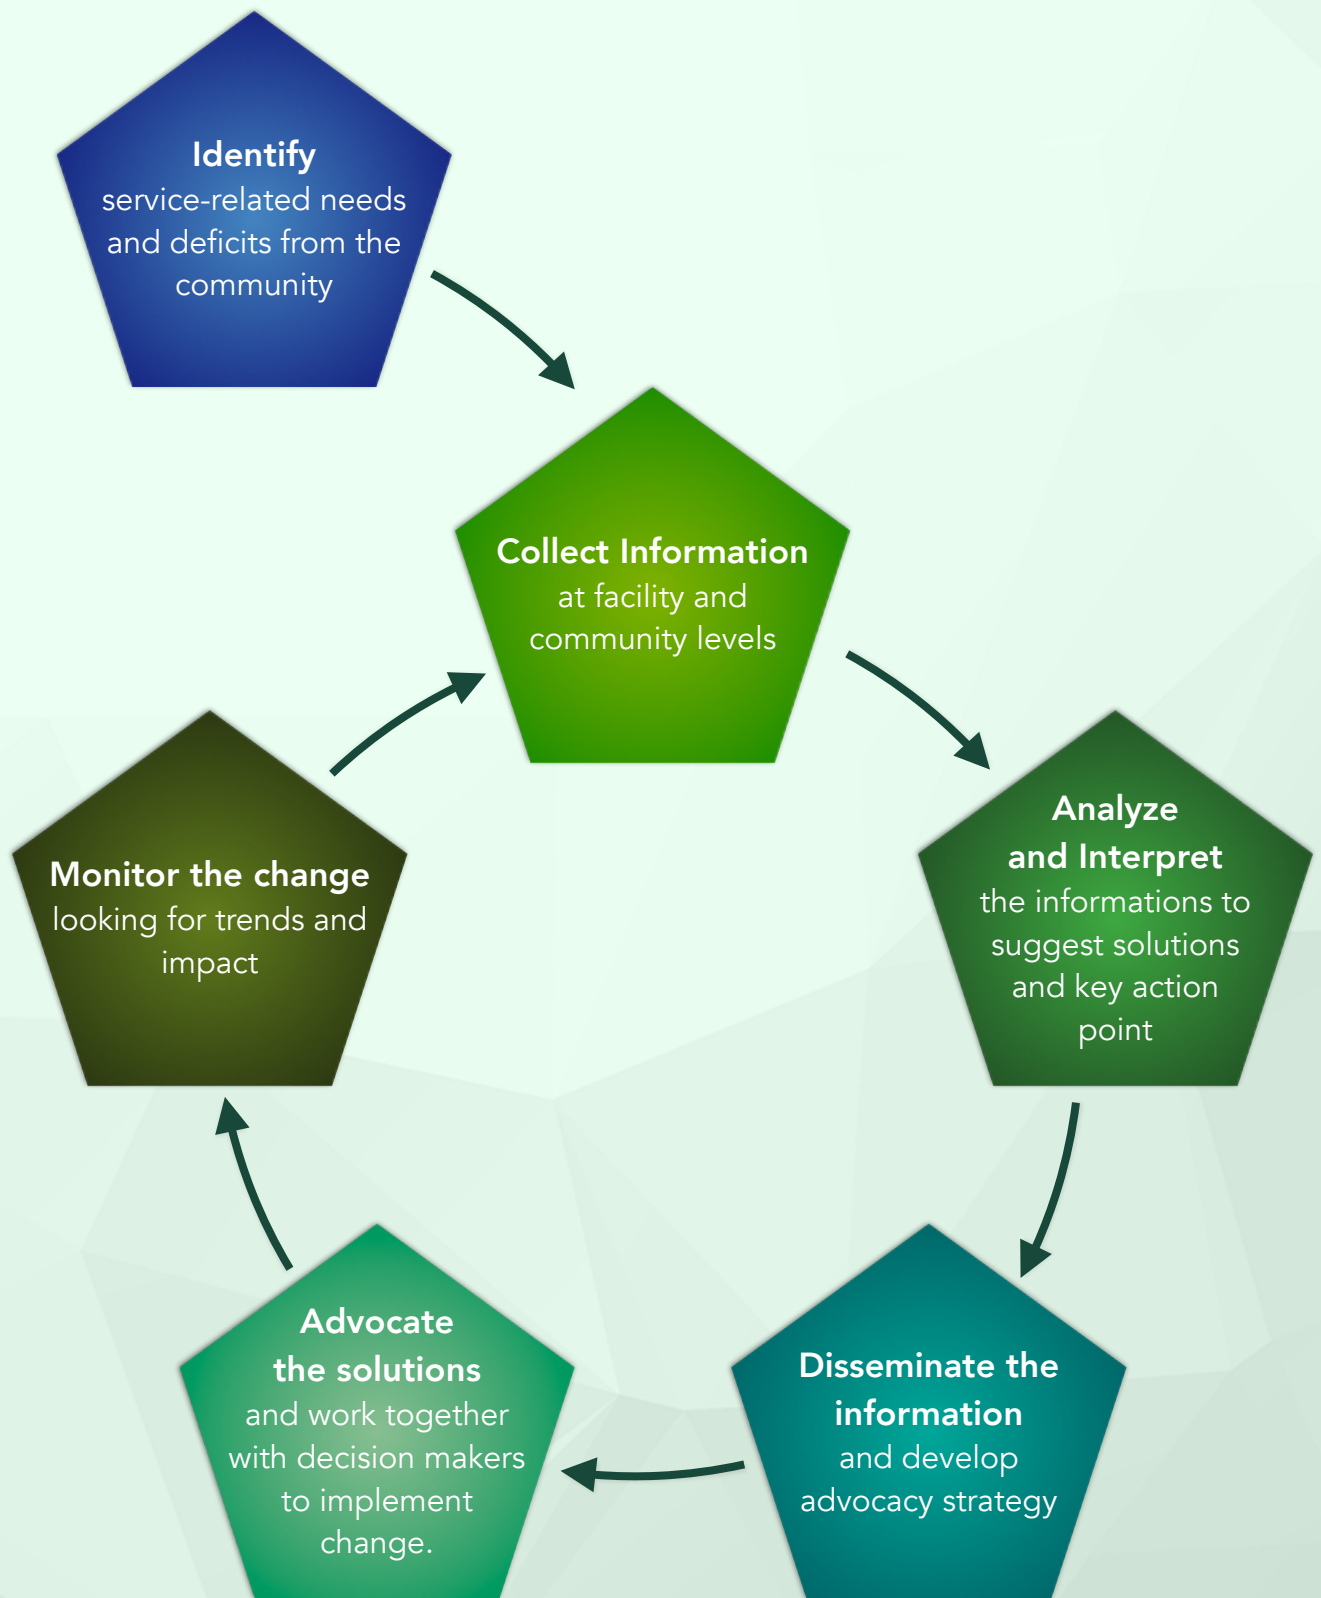 Identify
service-related needs
and deficits from the
community
Collect Information
at facility and
community levels
Analyze
and Interpret
the informations to
suggest solutions
and key action
point
Disseminate the
information
and develop
advocacy strategy
Advocate
the solutions
and work together
with decision makers
to implement
change.
Monitor the change
looking for trends and
impact